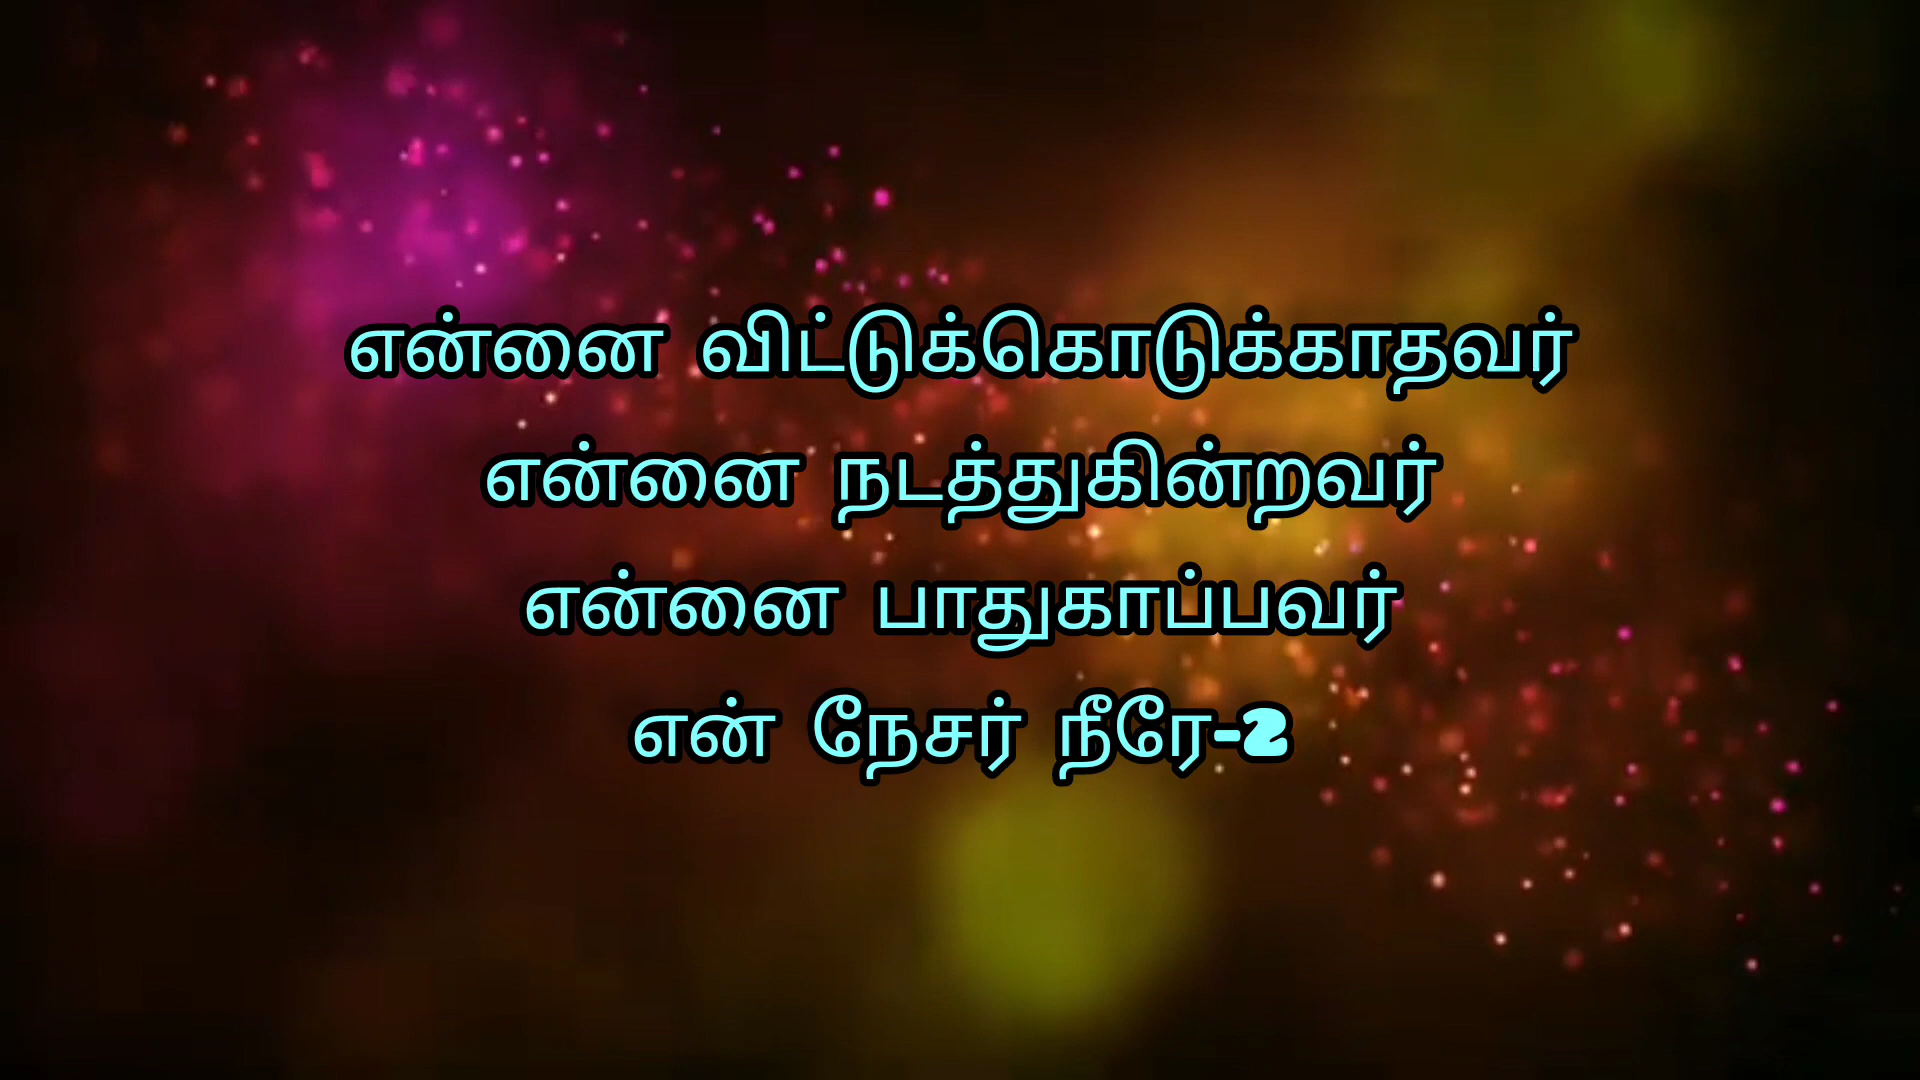 என்னை விட்டுக்கொடுக்காதவர்
என்னை நடத்துகின்றவர்
என்னை பாதுகாப்பவர்
என் நேசர் நீரே-2